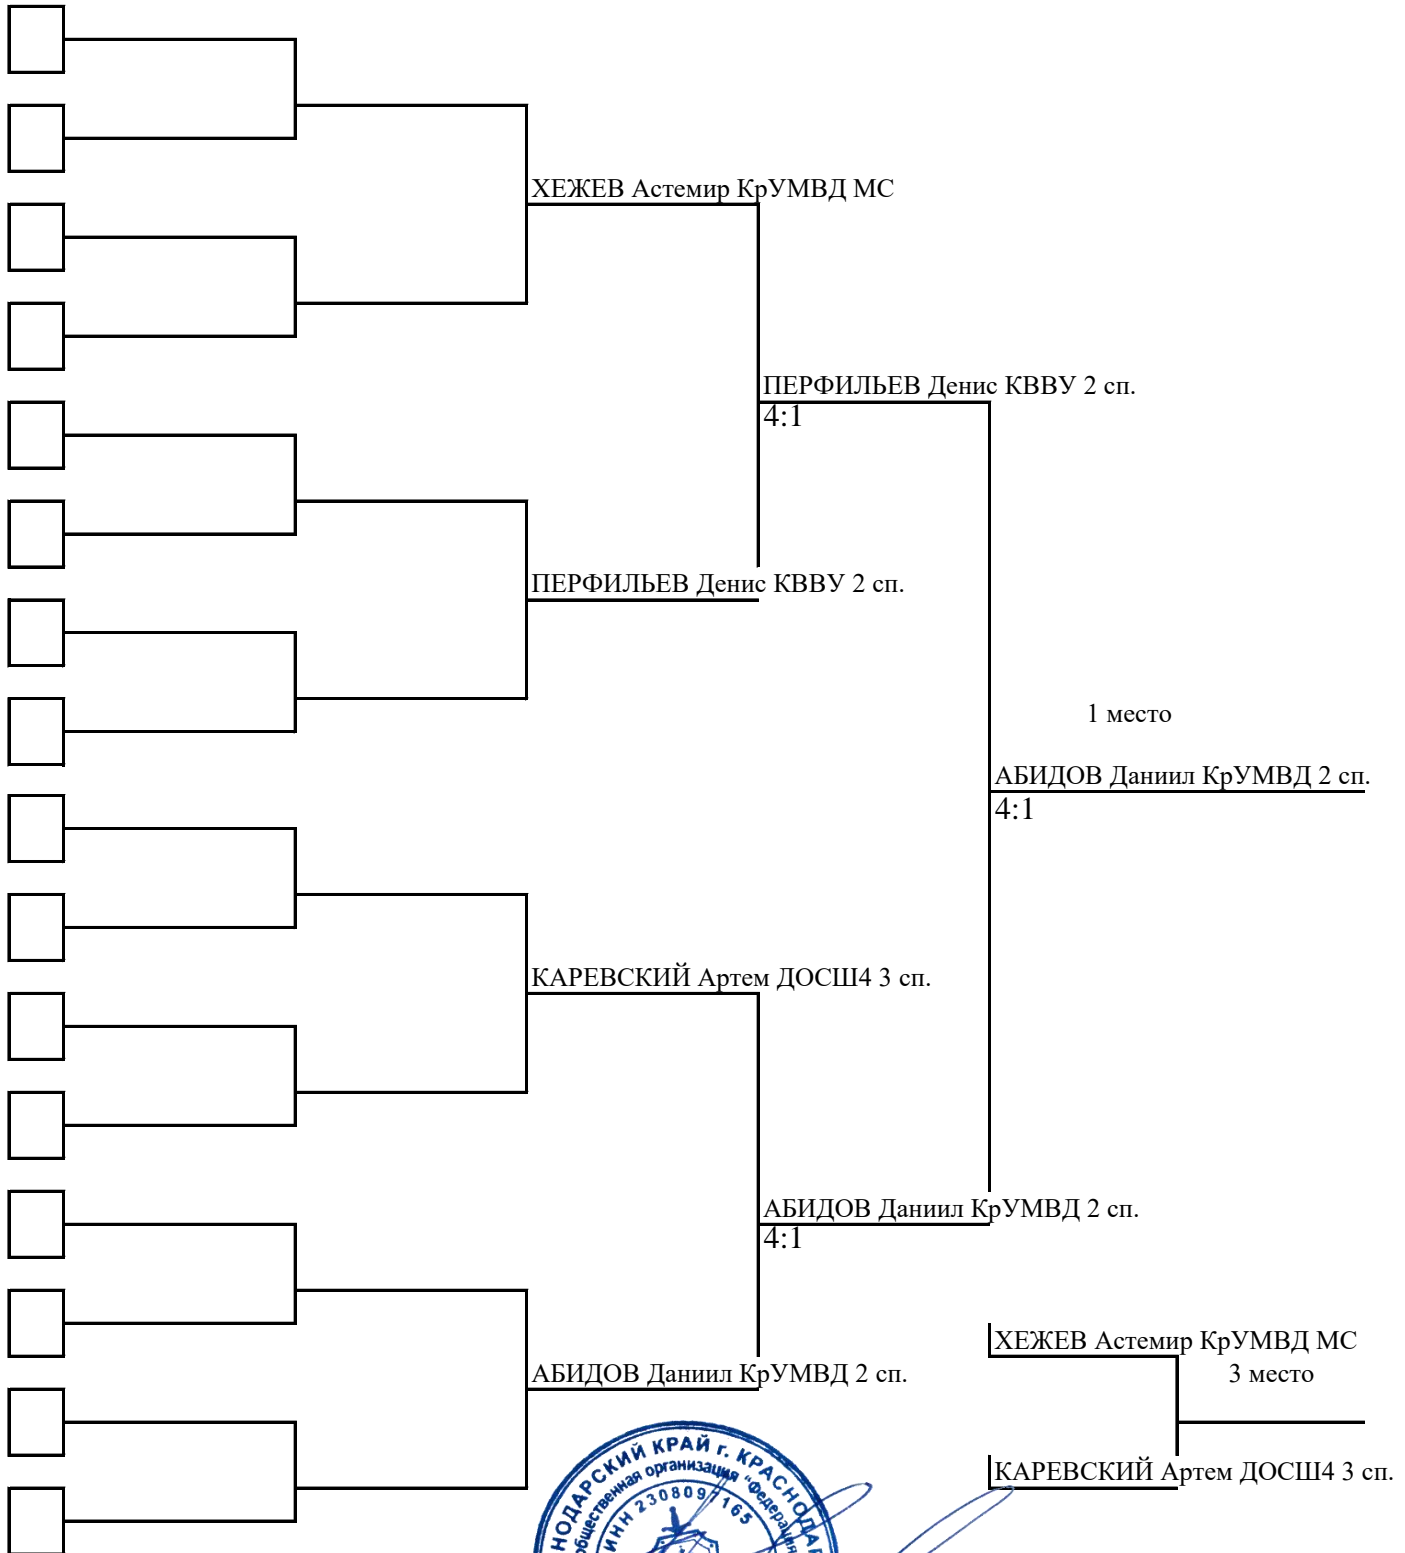 ХЕЖЕВ Астемир КрУМВД МС
ПЕРФИЛЬЕВ Денис КВВУ 2 сп.
4:1
ПЕРФИЛЬЕВ Денис КВВУ 2 сп.
1 место
АБИДОВ Даниил КрУМВД 2 сп.
4:1
КАРЕВСКИЙ Артем ДОСШ4 3 сп.
АБИДОВ Даниил КрУМВД 2 сп.
4:1
ХЕЖЕВ Астемир КрУМВД МС
3 место
АБИДОВ Даниил КрУМВД 2 сп.
КАРЕВСКИЙ Артем ДОСШ4 3 сп.
НОДАРСКИЙ КРАЙ г. КРАСНОДАР
общественная организация "Федерация
ИНН 2308097165